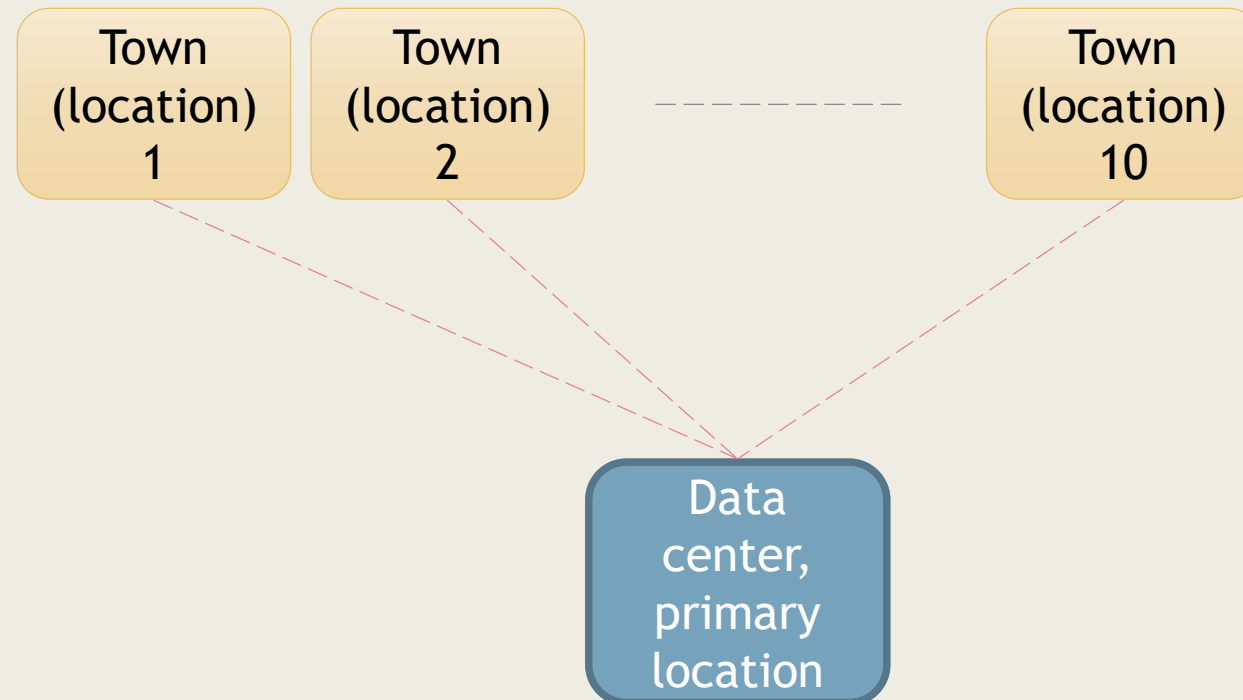 Town
(location)
1
Town
(location)
2
Town
(location)
10
Data
center,
primary
location